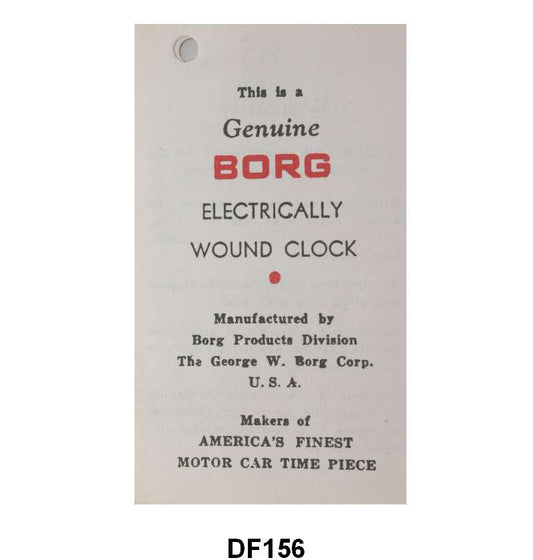 This is a
Genuine
BORG
ELECTRICALLY
WOUND CLOCK
Manufactured by
Borg Products Division
The George W. Borg Corp.
U. S. A.
Makers of
AMERICA'S FINEST
MOTOR CAR TIME PIECE
DF156